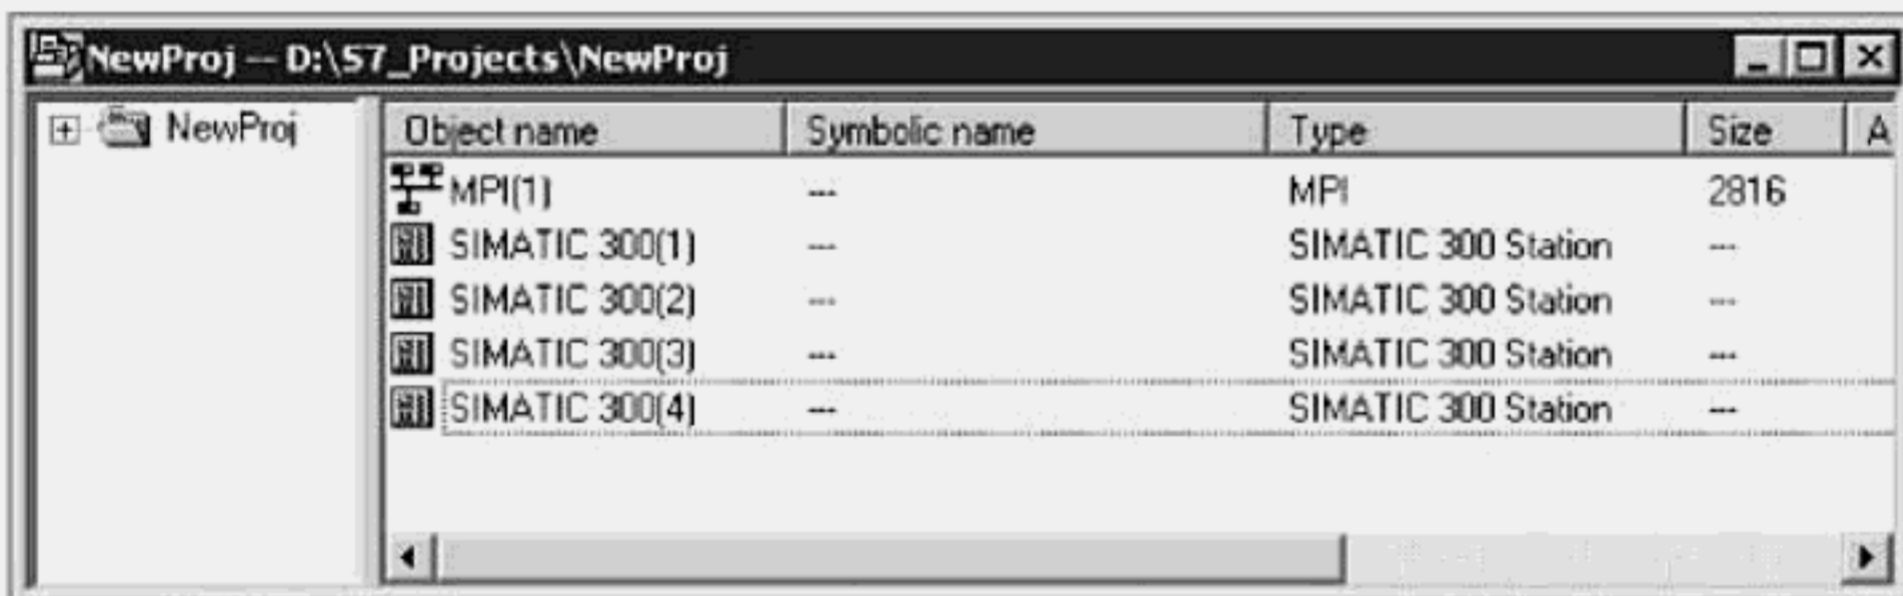 NewProj -- D:\S7_Projects\NewProj
NewProj
Object name Symbolic name Type Size A
MPI(1) --- MPI 2816
SIMATIC 300(1) --- SIMATIC 300 Station ---
SIMATIC 300(2) --- SIMATIC 300 Station ---
SIMATIC 300(3) --- SIMATIC 300 Station ---
SIMATIC 300(4) --- SIMATIC 300 Station ---